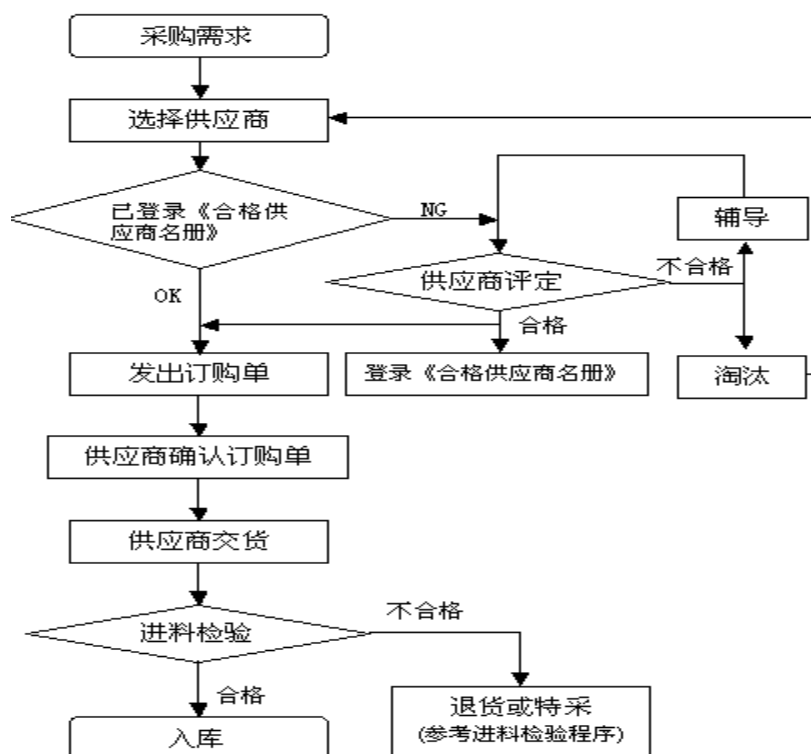 采购需求
选择供应商
已登录《合格供
应商名册》
NG
辅导
供应商评定
不合格
OK
合格
发出订购单
登录《合格供应商名册》
淘汰
供应商确认订购单
供应商交货
不合格
进料检验
合格
退货或特采
(参考进料检验程序)
入库